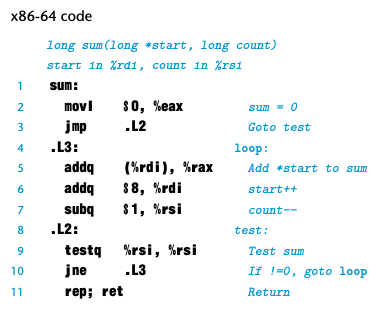 x86-64 code
long sum(long *start, long count)
start in %rdi, count in %rsi
1 sum:
2 movl $0, %eax sum = 0
3 jmp .L2 Goto test
4 .L3: loop:
5 addq (%rdi), %rax Add *start to sum
6 addq $8, %rdi start++
7 subq $1, %rsi count--
8 .L2: test:
9 testq %rsi, %rsi Test sum
10 jne .L3 If !=0, goto loop
11 rep; ret Return